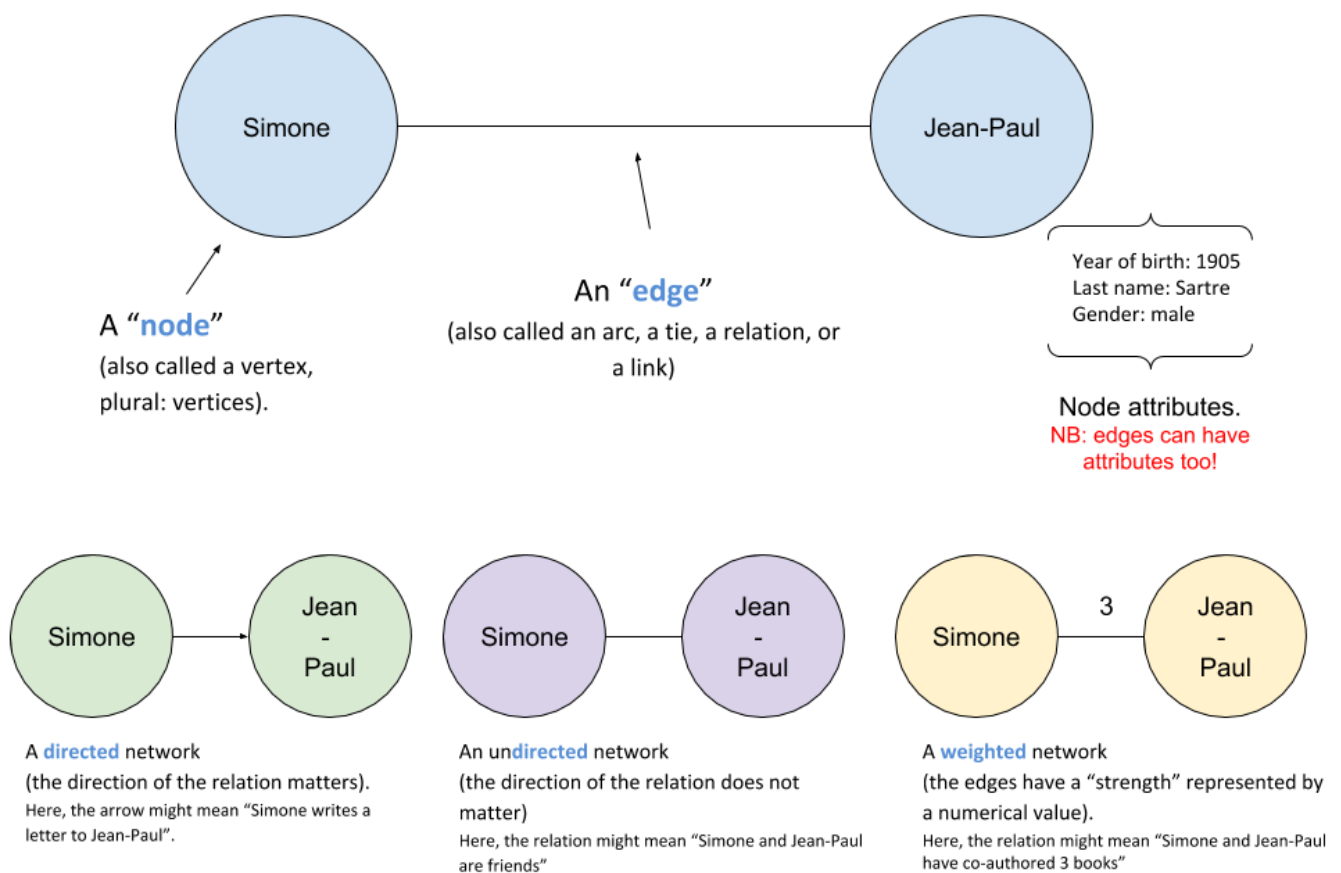 Simone
Jean-Paul
A “node”
(also called a vertex,
plural: vertices).
An “edge”
(also called an arc, a tie, a relation, or
a link)
Year of birth: 1905
Last name: Sartre
Gender: male
Node attributes.
NB: edges can have
attributes too!
Simone
Jean
-
Paul
A directed network
(the direction of the relation matters).
Here, the arrow might mean “Simone writes a
letter to Jean-Paul”.
Simone
Jean
-
Paul
An undirected network
(the direction of the relation does not
matter)
Here, the relation might mean “Simone and Jean-Paul
are friends”
Simone
3
Jean
-
Paul
A weighted network
(the edges have a “strength” represented by
a numerical value).
Here, the relation might mean “Simone and Jean-Paul
have co-authored 3 books”